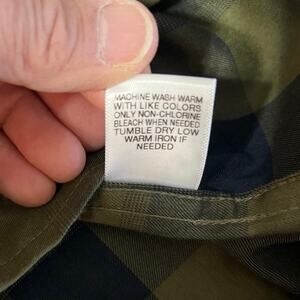 MACHINE WASH WARM
WITH LIKE COLORS
ONLY NON-CHLORINE
BLEACH WHEN NEEDED
TUMBLE DRY LOW
WARM IRON IF
NEEDED